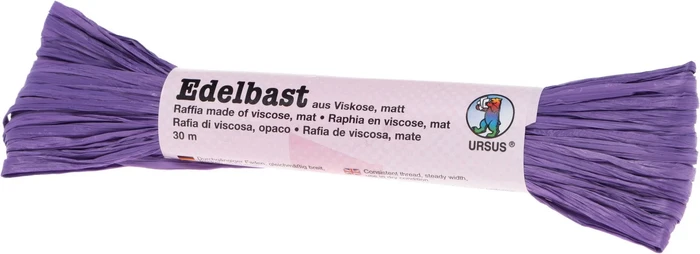 Edelbast aus Viskose, matt
Raffia made of viscose, mat • Raphia en viscose, mat
Rafia di viscosa, opaco • Rafia de viscosa, mate
30 m
URSUS®
Consistent thread, steady width,